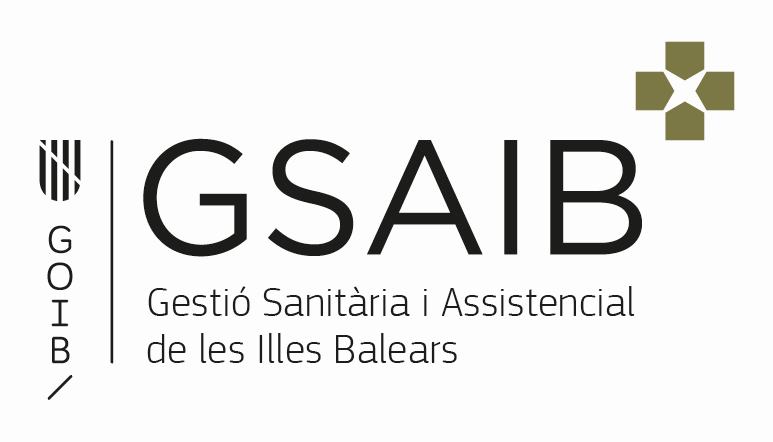 GOIB/
GSAIB
Gestió Sanitària i Assistencial
de les Illes Balears